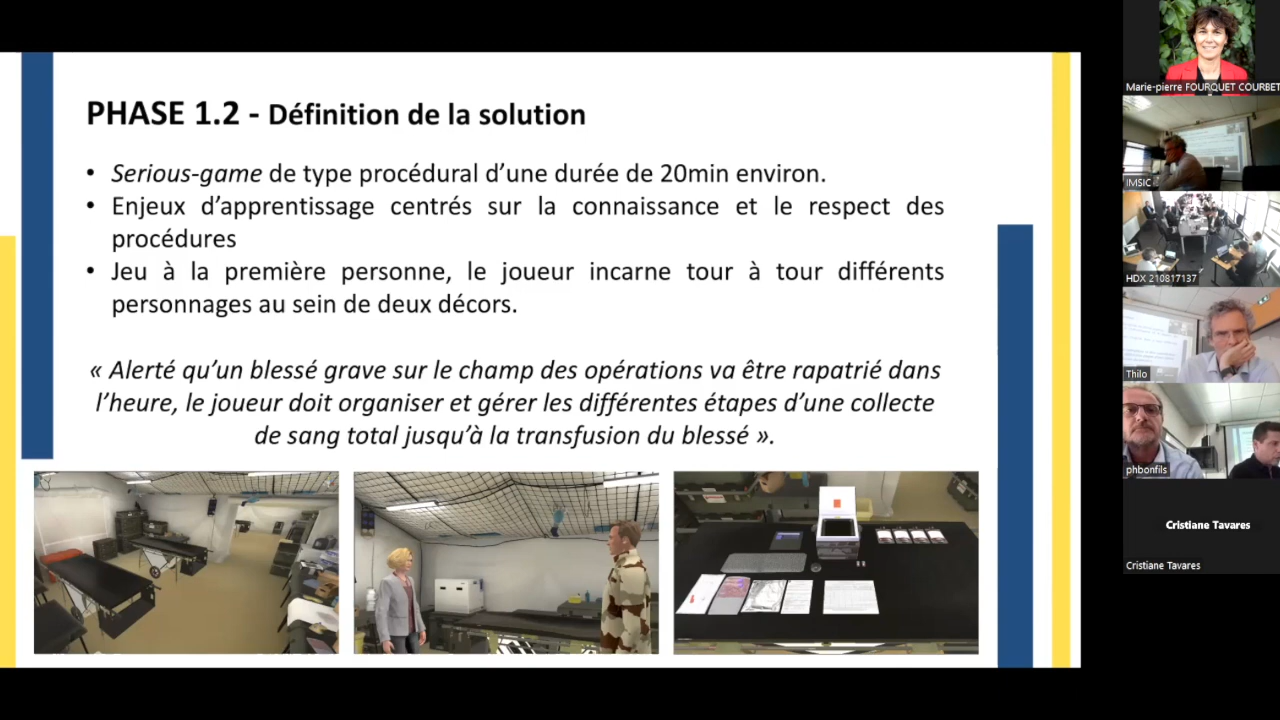 PHASE 1.2 - Définition de la solution
• Serious-game de type procédural d’une durée de 20min environ.
• Enjeux d’apprentissage centrés sur la connaissance et le respect des
procédures
• Jeu à la première personne, le joueur incarne tour à tour différents
personnages au sein de deux décors.
« Alerté qu’un blessé grave sur le champ des opérations va être rapatrié dans
l’heure, le joueur doit organiser et gérer les différentes étapes d’une collecte
de sang total jusqu’à la transfusion du blessé ».
Marie-pierre FOURQUET COURBET
IMSIC
HDX 210817137
Thilo
phbonfils
Cristiane Tavares
Cristiane Tavares